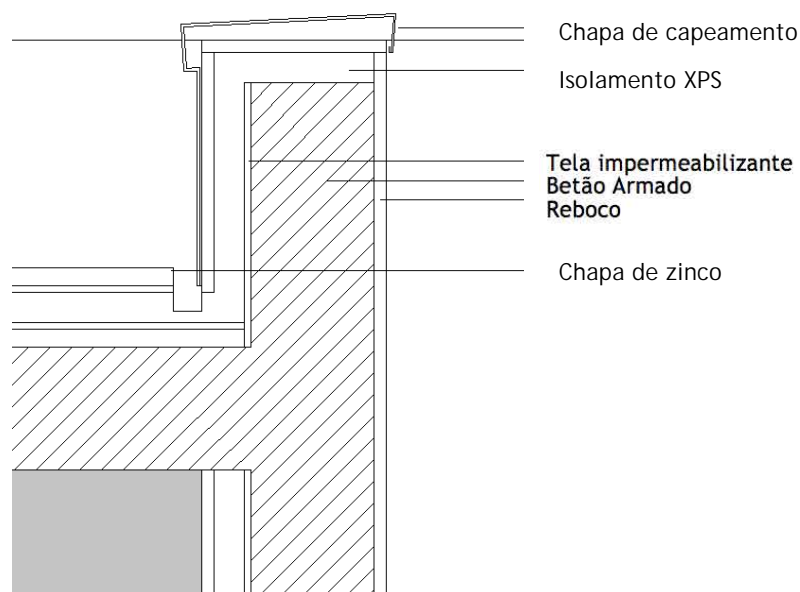 Chapa de capeamento
Isolamento XPS
Tela impermeabilizante
Betão Armado
Reboco
Chapa de zinco